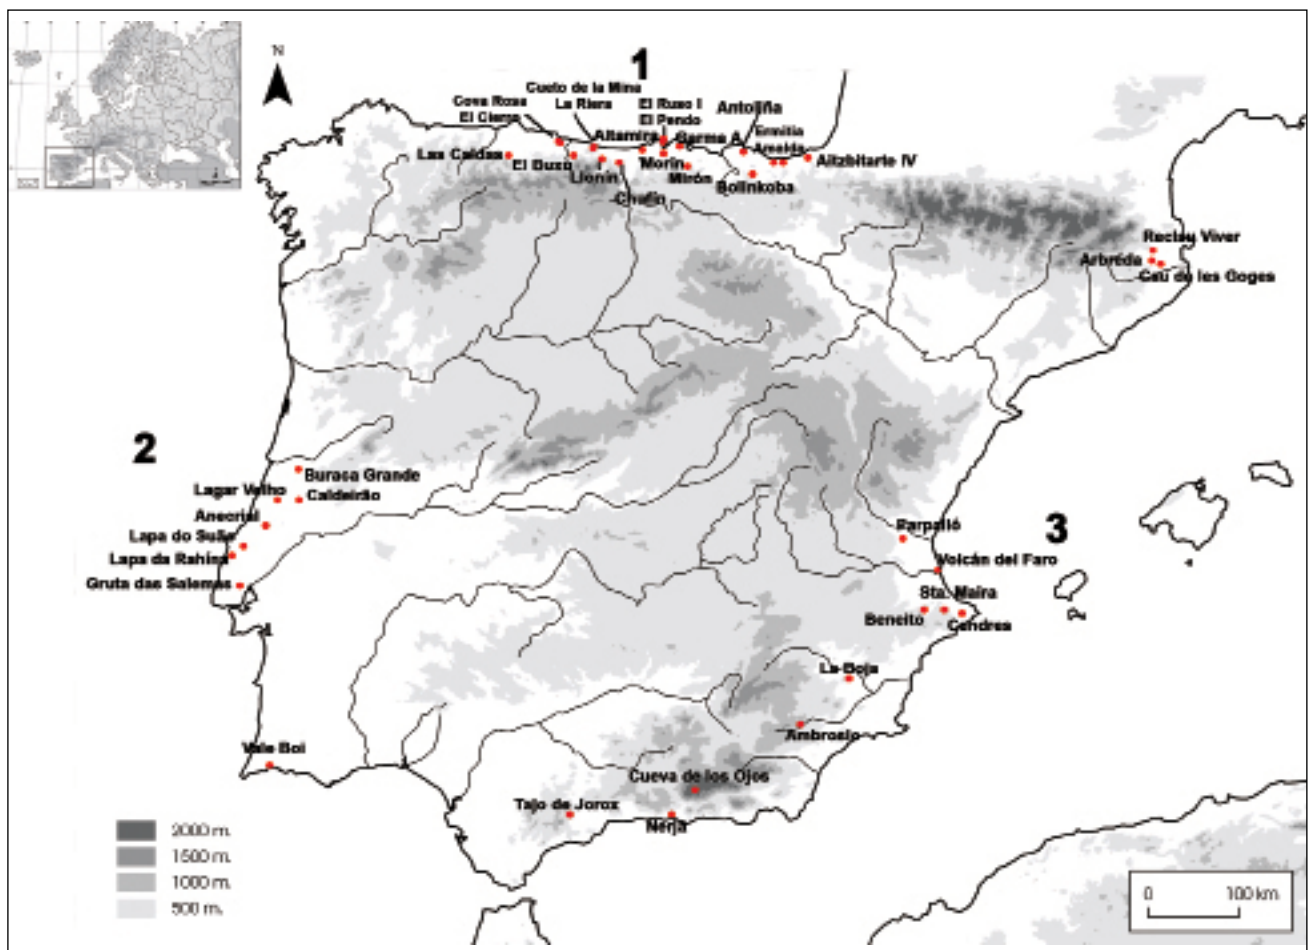 N
1
Cueto de la Mina
Cova Rosa
La Riera
El Ruso I
Antoliña
El Cierro
El Pendo
Altamira
Garma A
Ermitia
Amalda
Las Caldas
El Buxo
Morín
Aitzbitarte IV
Llonín
Mirón
Bolinkoba
Chufín
Reclau Viver
Arbreda
Cau de les Goges
2
Buraca Grande
Lagar Velho
Caldeirão
Anecrial
Lapa do Suão
Lapa da Rahina
Gruta das Salemas
Parpalló
3
Volcán del Faro
Sta. Maira
Beneito
Cendres
La Boja
Ambrosio
Vale Boi
Cueva de los Ojos
Tajo de Jorox
Nerja
2000 m.
1500 m.
1000 m.
500 m.
0 100 km.